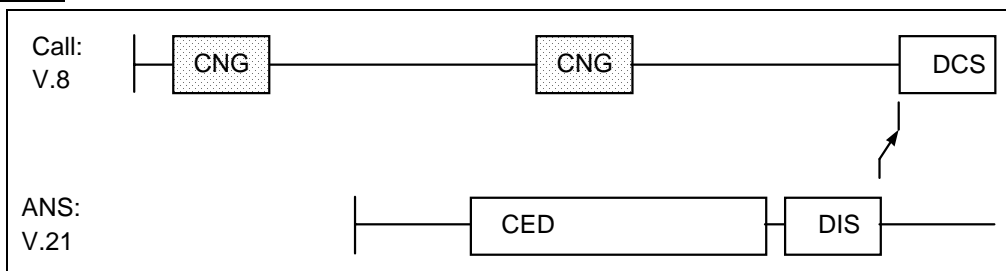 Call:
V.8
CNG
CNG
DCS
ANS:
V.21
CED
DIS